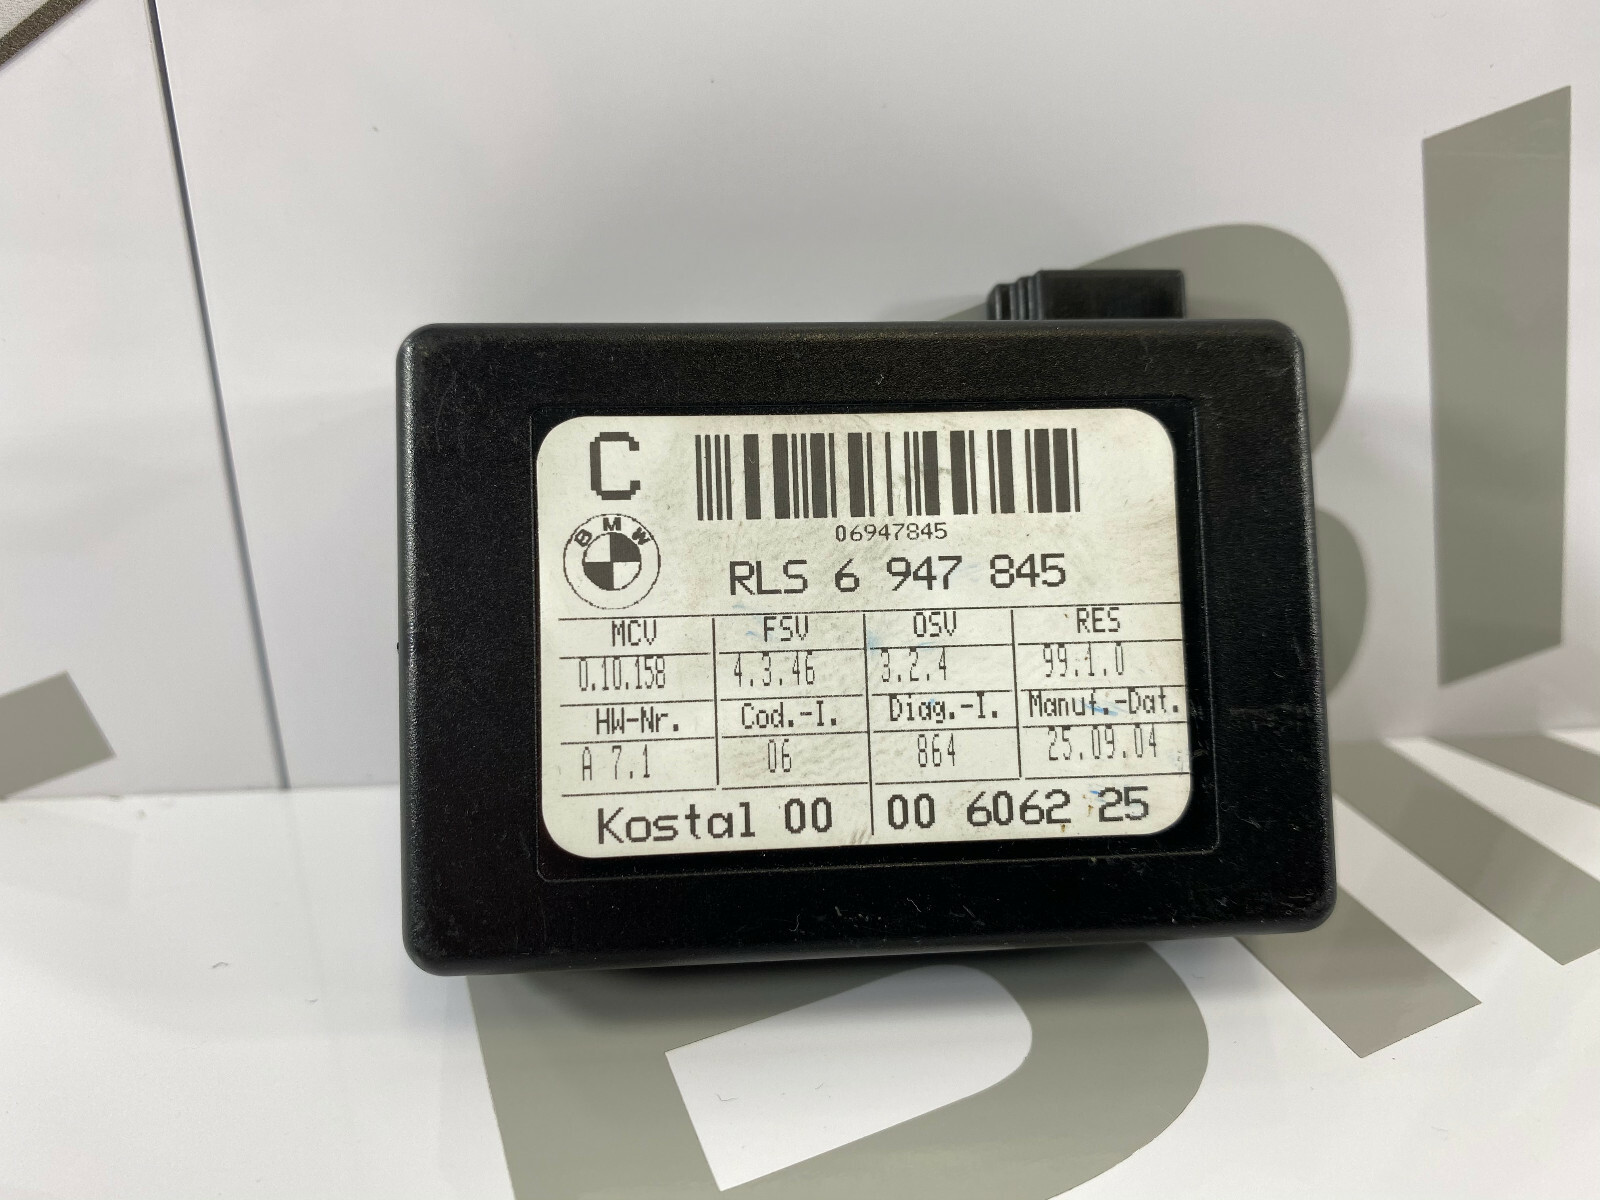 C
06947845
BMW
RLS 6 947 845
MCV FSV OSV RES
0.10.158 4.3.46 3.2.4 99.1.0
HW-Nr. Cod.-I. Diag.-I. Manuf.-Dat.
A 7.1 06 864 25.09.04
Kostal 00 00 6062 25